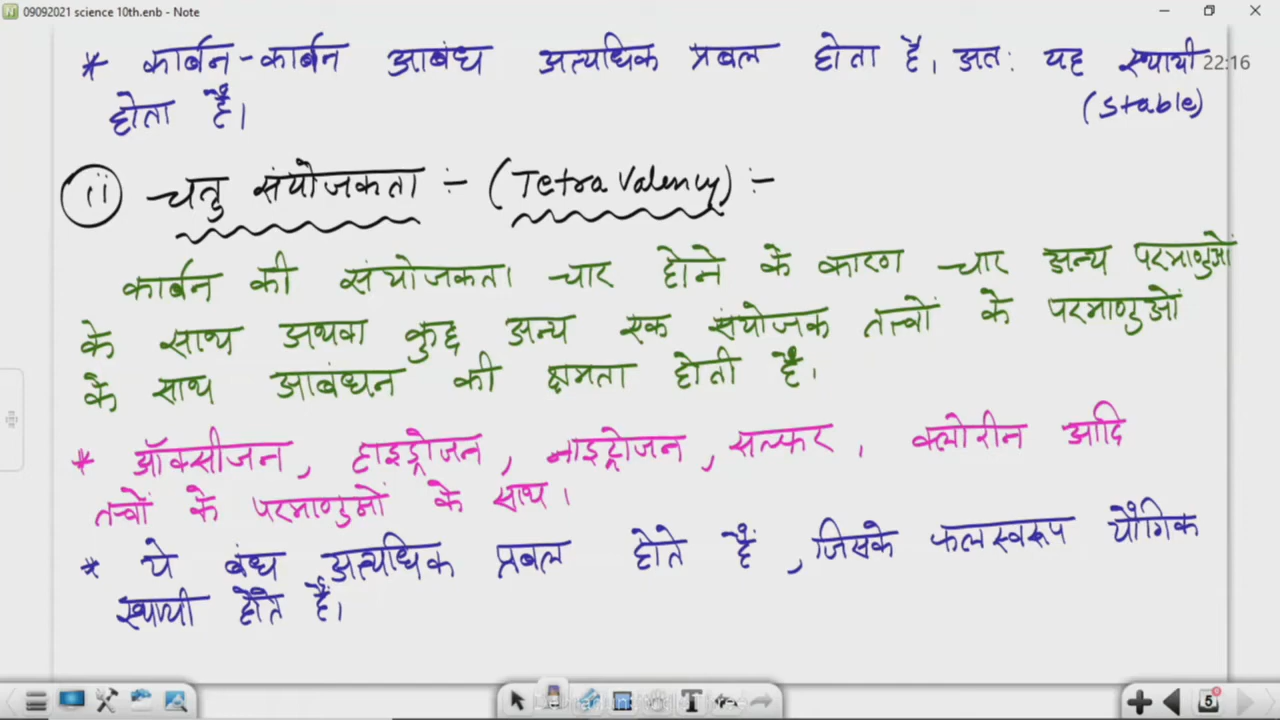 09092021 science 10th.enb - Note
* कार्बन-कार्बन आबंध अत्यधिक प्रबल होता है। अत: यह स्थायी
22:16
होता है। (stable)
(ii) चतु संयोजकता :- (Tetra Valency) :-
कार्बन की संयोजकता चार होने के कारण चार अन्य परमाणुओं
के साथ अथवा कुछ अन्य एक संयोजक तत्वों के परमाणुओं
के साथ आबंधन की क्षमता होती है।
* ऑक्सीजन, हाइड्रोजन, नाइट्रोजन, सल्फर, क्लोरीन आदि
तत्वों के परमाणुओं के साथ।
* ये बंध अत्यधिक प्रबल होते हैं, जिसके फलस्वरूप यौगिक
स्थायी होते हैं।
T
5